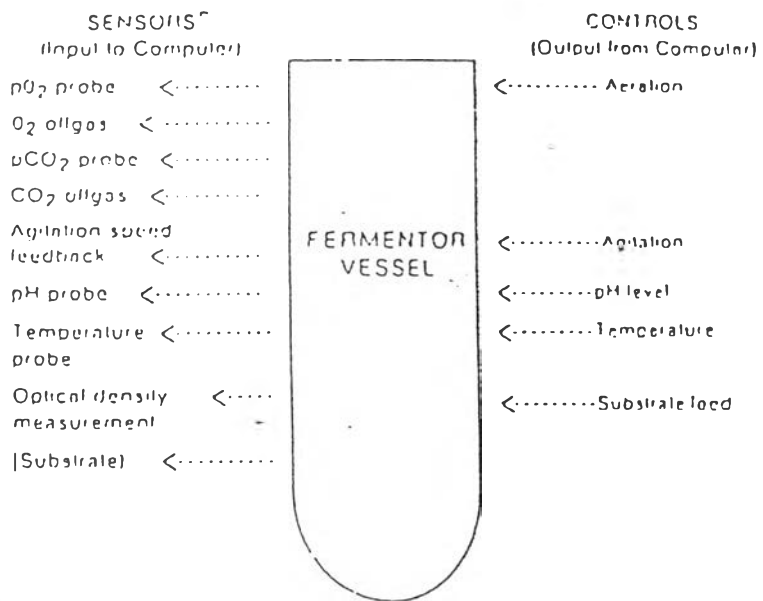 SENSORS
(Input to Computer)
pO2 probe
O2 offgas
pCO2 probe
CO2 offgas
Agitation speed
feedback
pH probe
Temperature
probe
Optical density
measurement
[Substrate]
FERMENTOR
VESSEL
CONTROLS
(Output from Computer)
Aeration
Agitation
pH level
Temperature
Substrate feed